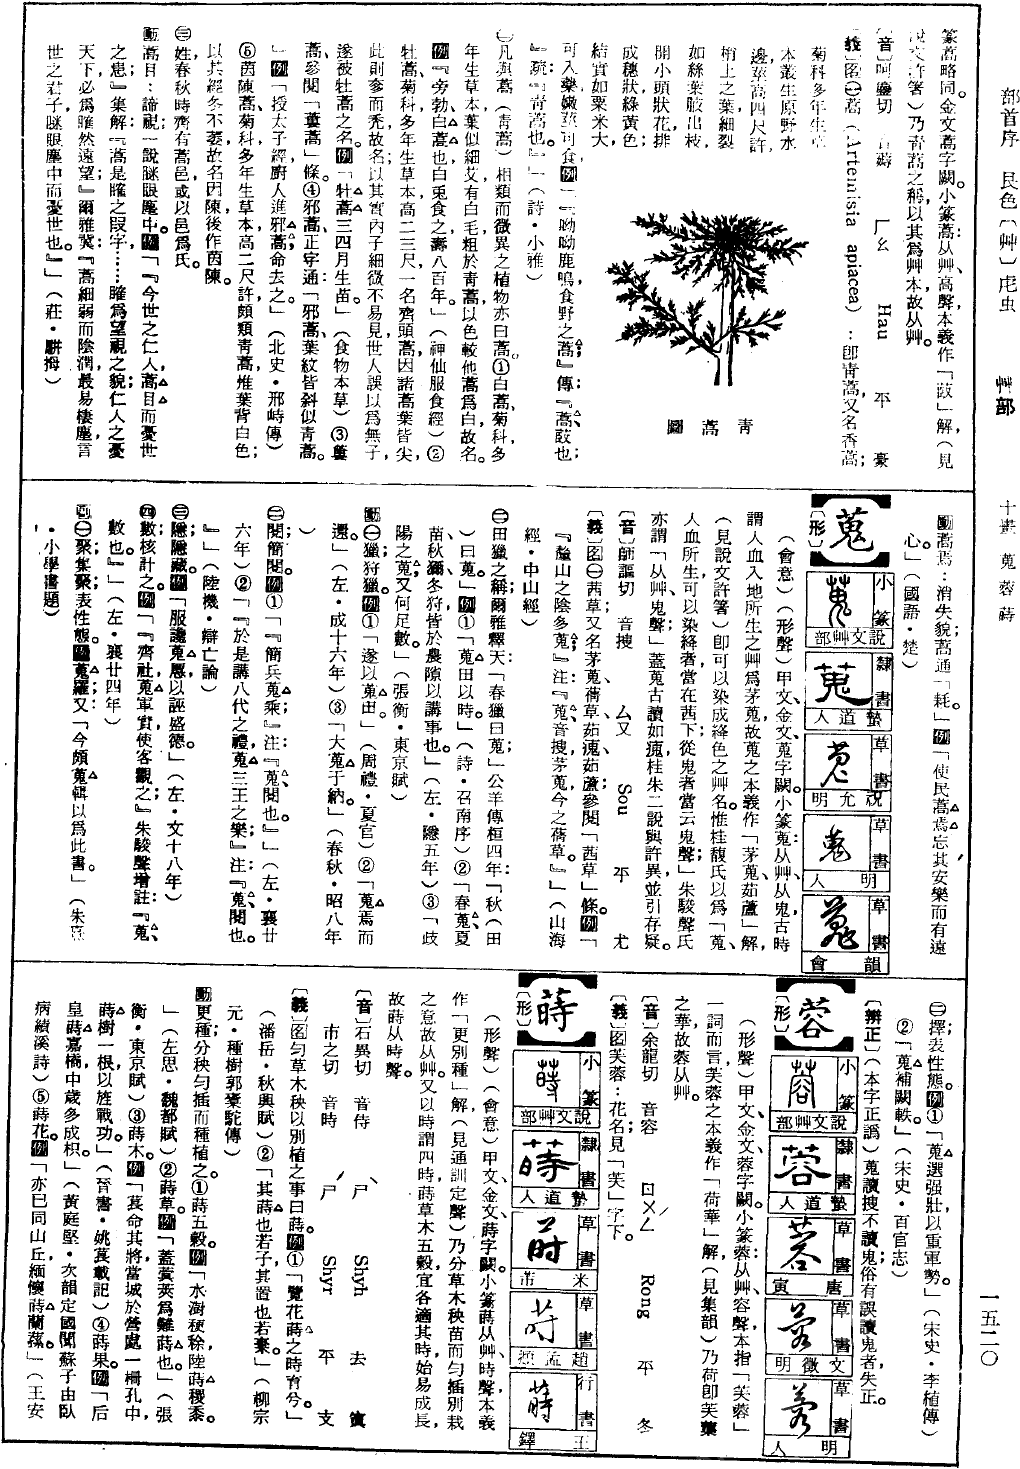 部首序　民色〔艸〕虍虫　艸部　十畫　蒐蓉蒔　一五二〇
篆蒿略同。金文蒿字闕。小篆蒿从艸、高聲、本義作「菣」解，（見
說文許箸）乃青蒿之稱，以其爲艸本，故从艸。
〔音〕呵鏖切　音薅　ㄏㄠ　Hau　平　豪
〔義〕图㊀蒿（Artemisia apiacea）：卽青蒿，又名香蒿；
菊科，多年生草
本，叢生原野水
邊，莖高四尺許，
梢上之葉細裂
如絲，葉腋出枝，
開小頭狀花，排
成穗狀，綠黃色；
結實如粟米大；
可入藥，嫩莖可食。例一「『呦呦鹿鳴，食野之蒿。』傳：『蒿，菣也；
』疏：『青蒿也。』」（詩・小雅）
青蒿圖
㊁凡與蒿（青蒿）相類而微異之植物亦曰蒿。①白蒿，菊科，多
年生草本，葉似細艾，有白毛，粗於青蒿，以色較他蒿爲白故名。
例「『旁勃，白蒿也，白兎食之，壽八百年。』（神仙服食經）②
牡蒿，菊科，多年生草本，高二三尺，一名齊頭蒿，因諸蒿葉皆尖，
此則奓而禿，故名；以其實內子細微不易見，世人誤以爲無子，
遂被牡蒿之名。例「牡蒿，三四月生苗。」（食物本草）③蔞
蒿，參閱「蔞蒿」條。④邪蒿，正字通：「邪蒿，葉紋皆斜，似青蒿。
」例「授太子經，廚人進邪蒿，命去之。」（北史・邢峙傳）
⑤茵陳蒿，菊科，多年生草本，高二尺許，頗類青蒿，惟葉背白色；
以其經冬不萎，故名因陳，後作茵陳。
㊂姓，春秋時齊有蒿邑，或以邑爲氏。
動蒿目：諦視，一說眯眼塵中。例「『今世之仁人，蒿目而憂世
之患；』集解：『蒿是睢之叚字……睢爲望視之貌，仁人之憂
天下，必爲睢然遠望。』爾雅冀：『蒿細弱而陰潤，最易棲塵，言
世之君子，眯眼塵中而憂世也。』」（莊・駢拇）
動蒿焉：消失貌；蒿通「耗」。例「使民蒿焉忘其安樂而有遠
心。」（國語・楚）
蒐〔形〕
小篆　說文艸部
隸書　蟄道人
草書　祝允明
草書　明人
草書　韻會
（會意）（形聲）甲文、金文蒐字闕。小篆蒐从艸、从鬼，古時
謂人血入地所生之艸爲茅蒐，故蒐之本義作「茅蒐茹藘」解，
（見說文許箸）卽可以染成絳色之艸名。惟桂馥氏以爲「蒐，
人血所生，可以染絳者，當在茜下；從鬼者當云鬼聲。」朱駿聲氏
亦謂「从艸鬼聲」，蓋蒐古讀如瘣，桂朱二說與許異，並引存疑。
〔音〕師謳切　音搜　ㄙㄡ　Sou　平　尤
〔義〕图㊀茜草，又名茅蒐，蒨草，茹藘，參閱「茜草」條。例「
『釐山之陰多蒐。』注：『蒐音搜，茅蒐，今之蒨草。』」（山海
經・中山經）
㊁田獵之稱，爾雅釋天：「春獵曰蒐；」公羊傳桓四年：「秋（田
）曰蒐。」例①「蒐田以時。」（詩・召南序）②「春蒐、夏
苗、秋獮、冬狩，皆於農隙以講事也。」（左・隱五年）③「歧
陽之蒐，又何足數。」（張衡・東京賦）
動㊀獵，狩獵。例①「遂以蒐田。」（周禮・夏官）②「蒐焉而
還。」（左・成十六年）③「大蒐于紅。」（春秋・昭八年
）
㊁閱，簡閱。例①「『簡兵蒐乘。』注：『蒐，閱也。』」（左・襄廿
六年）②「『於是講八代之禮，蒐三王之樂。』注：『蒐，閱也。
』」（陸機・辯亡論）
㊂隱，隱藏。例「服讒蒐慝，以誣盛德。」（左・文十八年）
㊃數，核計之。例「『齊社，蒐軍實，使客觀之。』朱駿聲增註：『蒐，
數也。』」（左・襄廿四年）
㊀聚，集聚；表性態。例蒐羅；又「今頗蒐輯，以爲此書。」（朱熹
・小學書題）
㊁擇，表性態。例①「蒐選强壯，以重軍勢。」（宋史・李植傳）
②「蒐補闕軼。」（宋史・百官志）
〔辨正〕（本字正譌）蒐，讀搜不讀鬼，俗有誤讀鬼者，失正。
蓉〔形〕
小篆　說文艸部
隸書　蟄道人
草書　唐寅
草書　文徵明
草書　明人
（形聲）甲文、金文蓉字闕。小篆蓉从艸、容聲，本指「芙蓉」
一詞而言，芙蓉之本義作「荷華」解，（見集韻）乃荷卽芙蕖
之華，故蓉从艸。
〔音〕余龍切　音容　ㄖㄨㄥˊ　Rong　平　冬
〔義〕图芙蓉：花名，見「芙」字下。
蒔〔形〕
小篆　說文艸部
隸書　蟄道人
草書　米芾
草書　趙孟頫
行書　王鐸
（形聲）（會意）甲文、金文蒔字闕。小篆蒔从艸、時聲，本義
作「更別種」解，（見通訓定聲）乃分草木秧苗而勻插別栽
之意，故从艸，又以時謂四時，蒔草木五穀宜各適其時，始易成長，
故蒔从時聲。
〔音〕石異切　音侍　ㄕˋ　Shyh　去　寘
市之切　音時　ㄕˊ　Shyr　平　支
〔義〕图勻草木秧以別植之事曰蒔。例①「覽花蒔之時育兮。」
（潘岳・秋興賦）②「其蒔也若子，其置也若棄。」（柳宗
元・種樹郭橐駝傳）
動更種，分秧勻插而種植之。①蒔五穀。例「水澍稉稌，陸蒔稷黍。
」（左思・魏都賦）②蒔草。例「蓋蓂莢爲難蒔也。」（張
衡・東京賦）③蒔木。例「萇命其將當城於營處一柵孔中，
蒔樹一根，以旌戰功。」（晉書・姚萇載記）④蒔果。例「后
皇蒔嘉橘，中歲多成枳。」（黃庭堅・次韻定國聞蘇子由臥
病績溪詩）⑤蒔花。例「亦已同山丘，緬懷蒔蘭蓀。」（王安